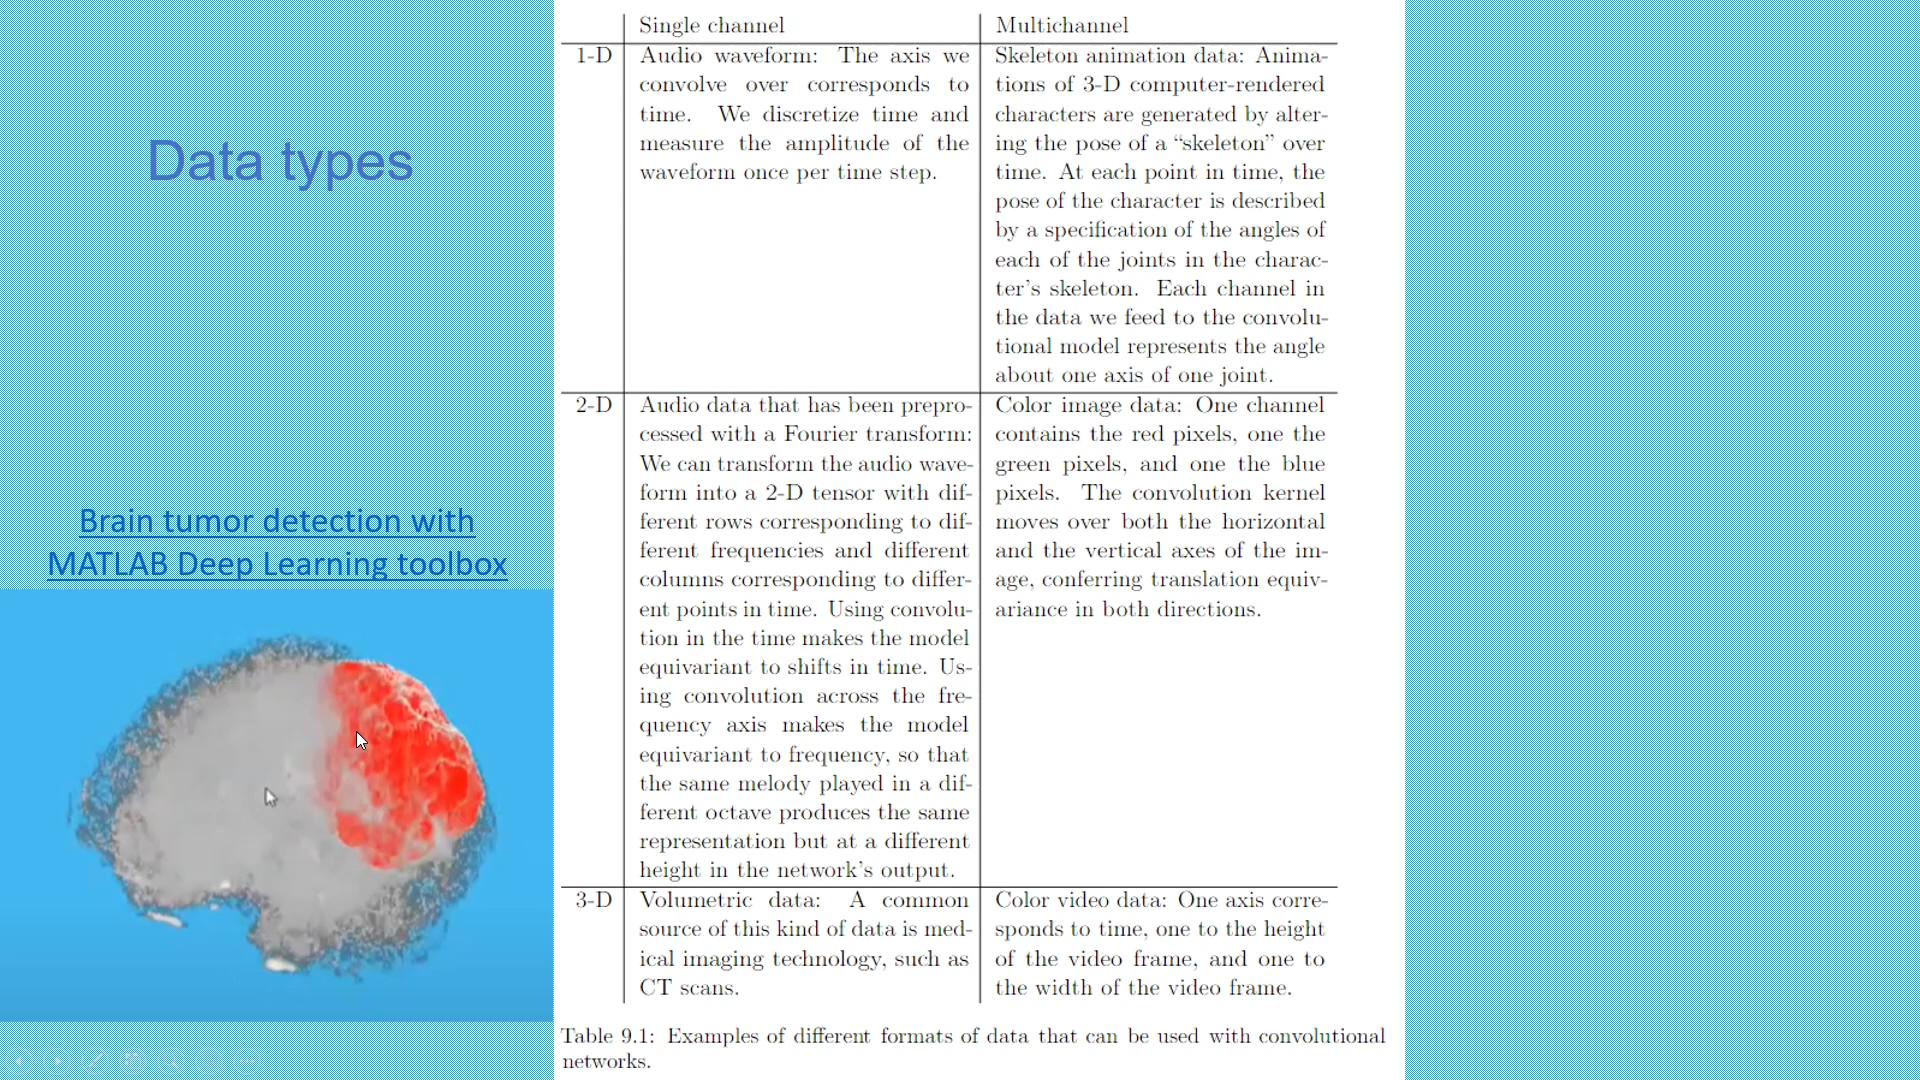 Data types
Brain tumor detection with
MATLAB Deep Learning toolbox
Single channel
Multichannel
1-D
Audio waveform: The axis we
convolve over corresponds to
time. We discretize time and
measure the amplitude of the
waveform once per time step.
Skeleton animation data: Anima-
tions of 3-D computer-rendered
characters are generated by alter-
ing the pose of a “skeleton” over
time. At each point in time, the
pose of the character is described
by a specification of the angles of
each of the joints in the charac-
ter’s skeleton. Each channel in
the data we feed to the convolu-
tional model represents the angle
about one axis of one joint.
2-D
Audio data that has been prepro-
cessed with a Fourier transform:
We can transform the audio wave-
form into a 2-D tensor with dif-
ferent rows corresponding to dif-
ferent frequencies and different
columns corresponding to differ-
ent points in time. Using convolu-
tion in the time makes the model
equivariant to shifts in time. Us-
ing convolution across the fre-
quency axis makes the model
equivariant to frequency, so that
the same melody played in a dif-
ferent octave produces the same
representation but at a different
height in the network’s output.
Color image data: One channel
contains the red pixels, one the
green pixels, and one the blue
pixels. The convolution kernel
moves over both the horizontal
and the vertical axes of the im-
age, conferring translation equiv-
ariance in both directions.
3-D
Volumetric data: A common
source of this kind of data is med-
ical imaging technology, such as
CT scans.
Color video data: One axis corre-
sponds to time, one to the height
of the video frame, and one to
the width of the video frame.
Table 9.1: Examples of different formats of data that can be used with convolutional
networks.